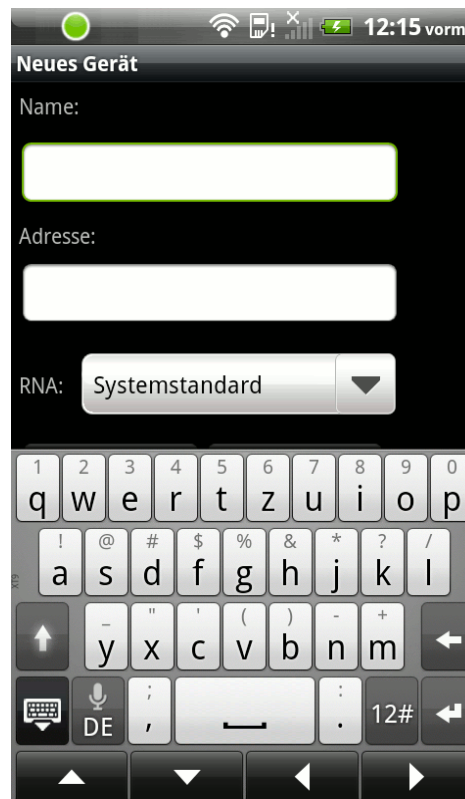 12:15 vorm
Neues Gerät
Name:
Adresse:
RNA: Systemstandard
1 2 3 4 5 6 7 8 9 0
q w e r t z u i o p
! @ # $ % & * ? /
a s d f g h j k l
XT9
_ " ' ( ) - +
y x c v b n m
; :
DE , . 12#